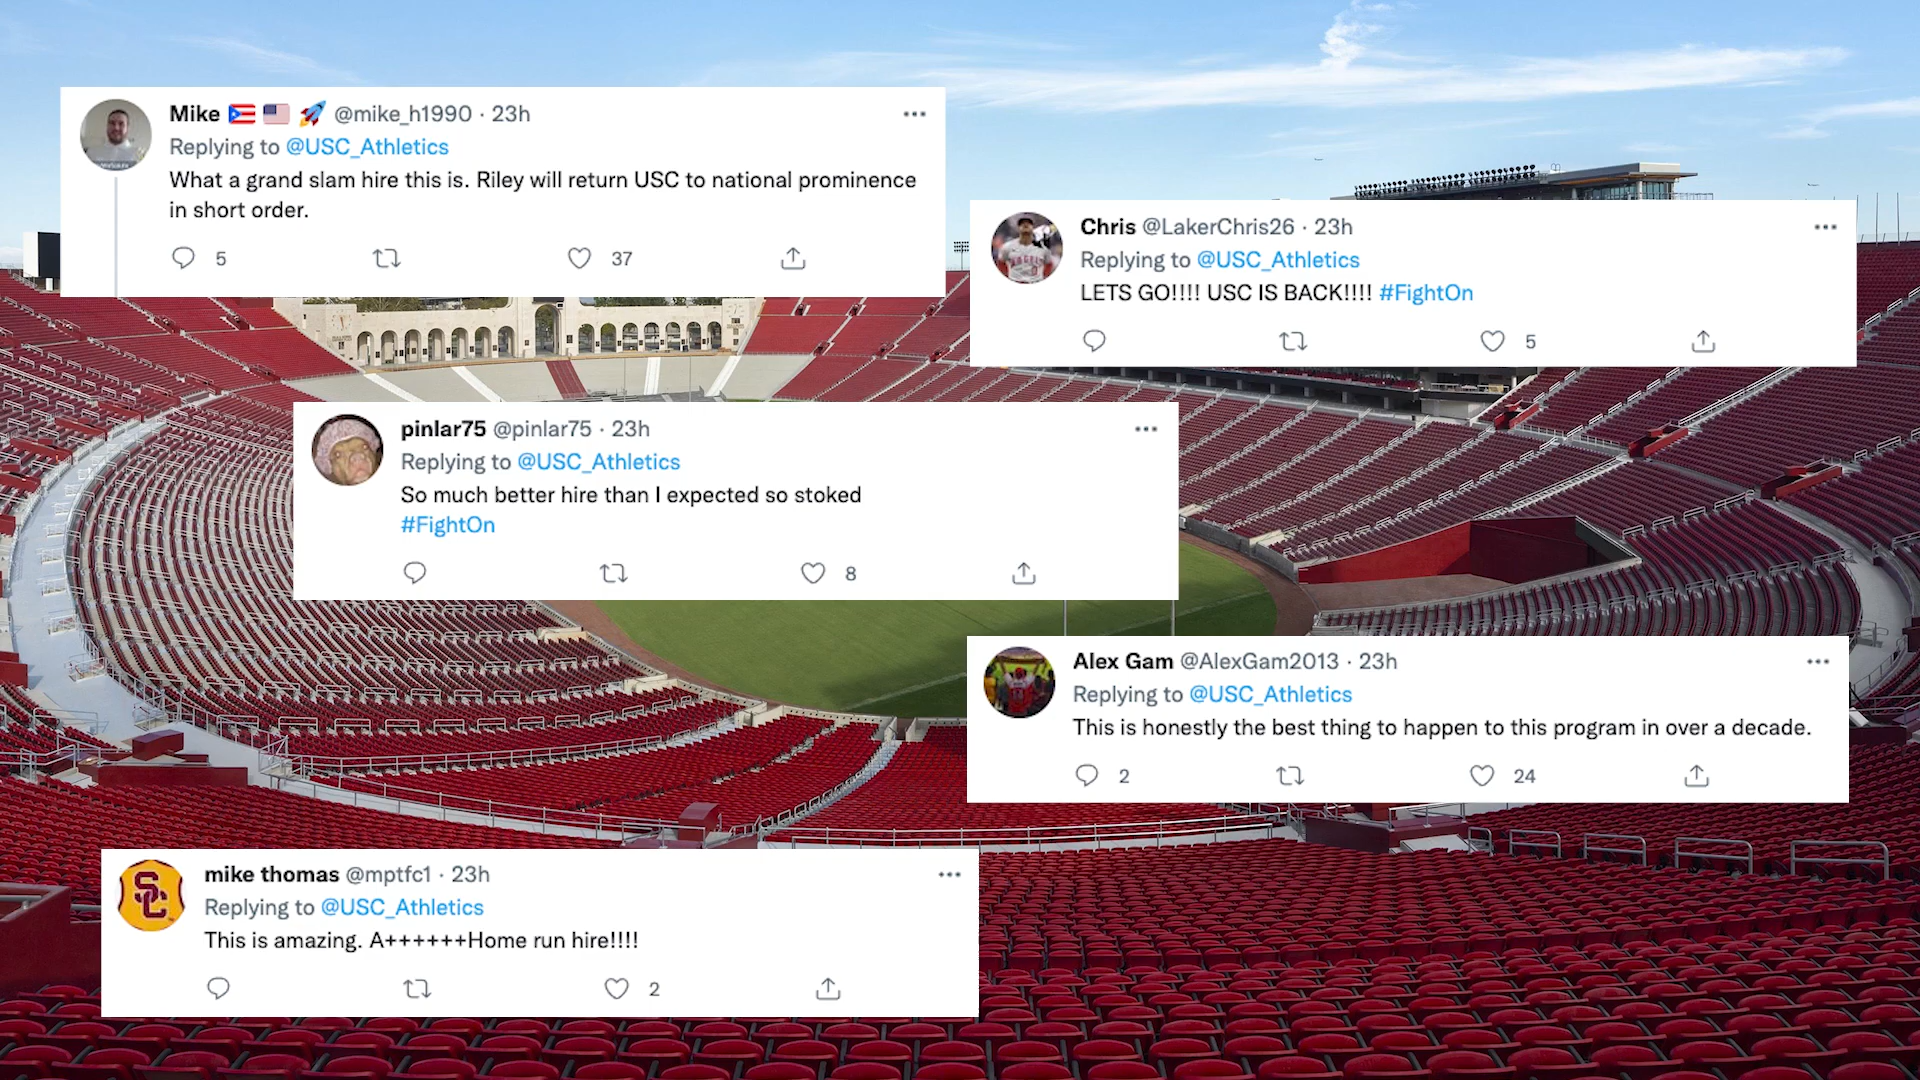 Mike 🇵🇷 🇺🇸 🚀 @mike_h1990 · 23h
Replying to @USC_Athletics
What a grand slam hire this is. Riley will return USC to national prominence
in short order.
5 37
Chris @LakerChris26 · 23h
Replying to @USC_Athletics
LETS GO!!!! USC IS BACK!!!! #FightOn
5
pinlar75 @pinlar75 · 23h
Replying to @USC_Athletics
So much better hire than I expected so stoked
#FightOn
8
Alex Gam @AlexGam2013 · 23h
Replying to @USC_Athletics
This is honestly the best thing to happen to this program in over a decade.
2 24
SC
mike thomas @mptfc1 · 23h
Replying to @USC_Athletics
This is amazing. A++++++Home run hire!!!!
2